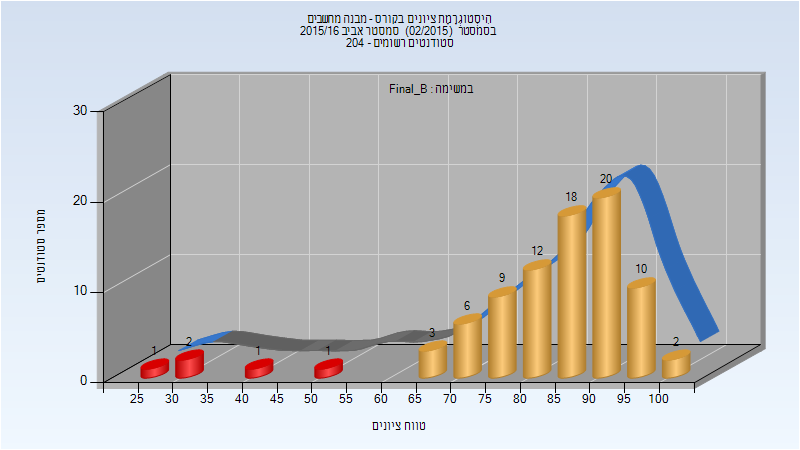 היסטוגרמת ציונים בקורס - מבנה מחשבים
בסמסטר (02/2015) סמסטר אביב 2015/16
סטודנטים רשומים - 204
במשימה : Final_B
מספר סטודנטים
30
20
10
0
1
2
1
1
3
6
9
12
18
20
10
2
25 30 35 40 45 50 55 60 65 70 75 80 85 90 95 100
טווח ציונים